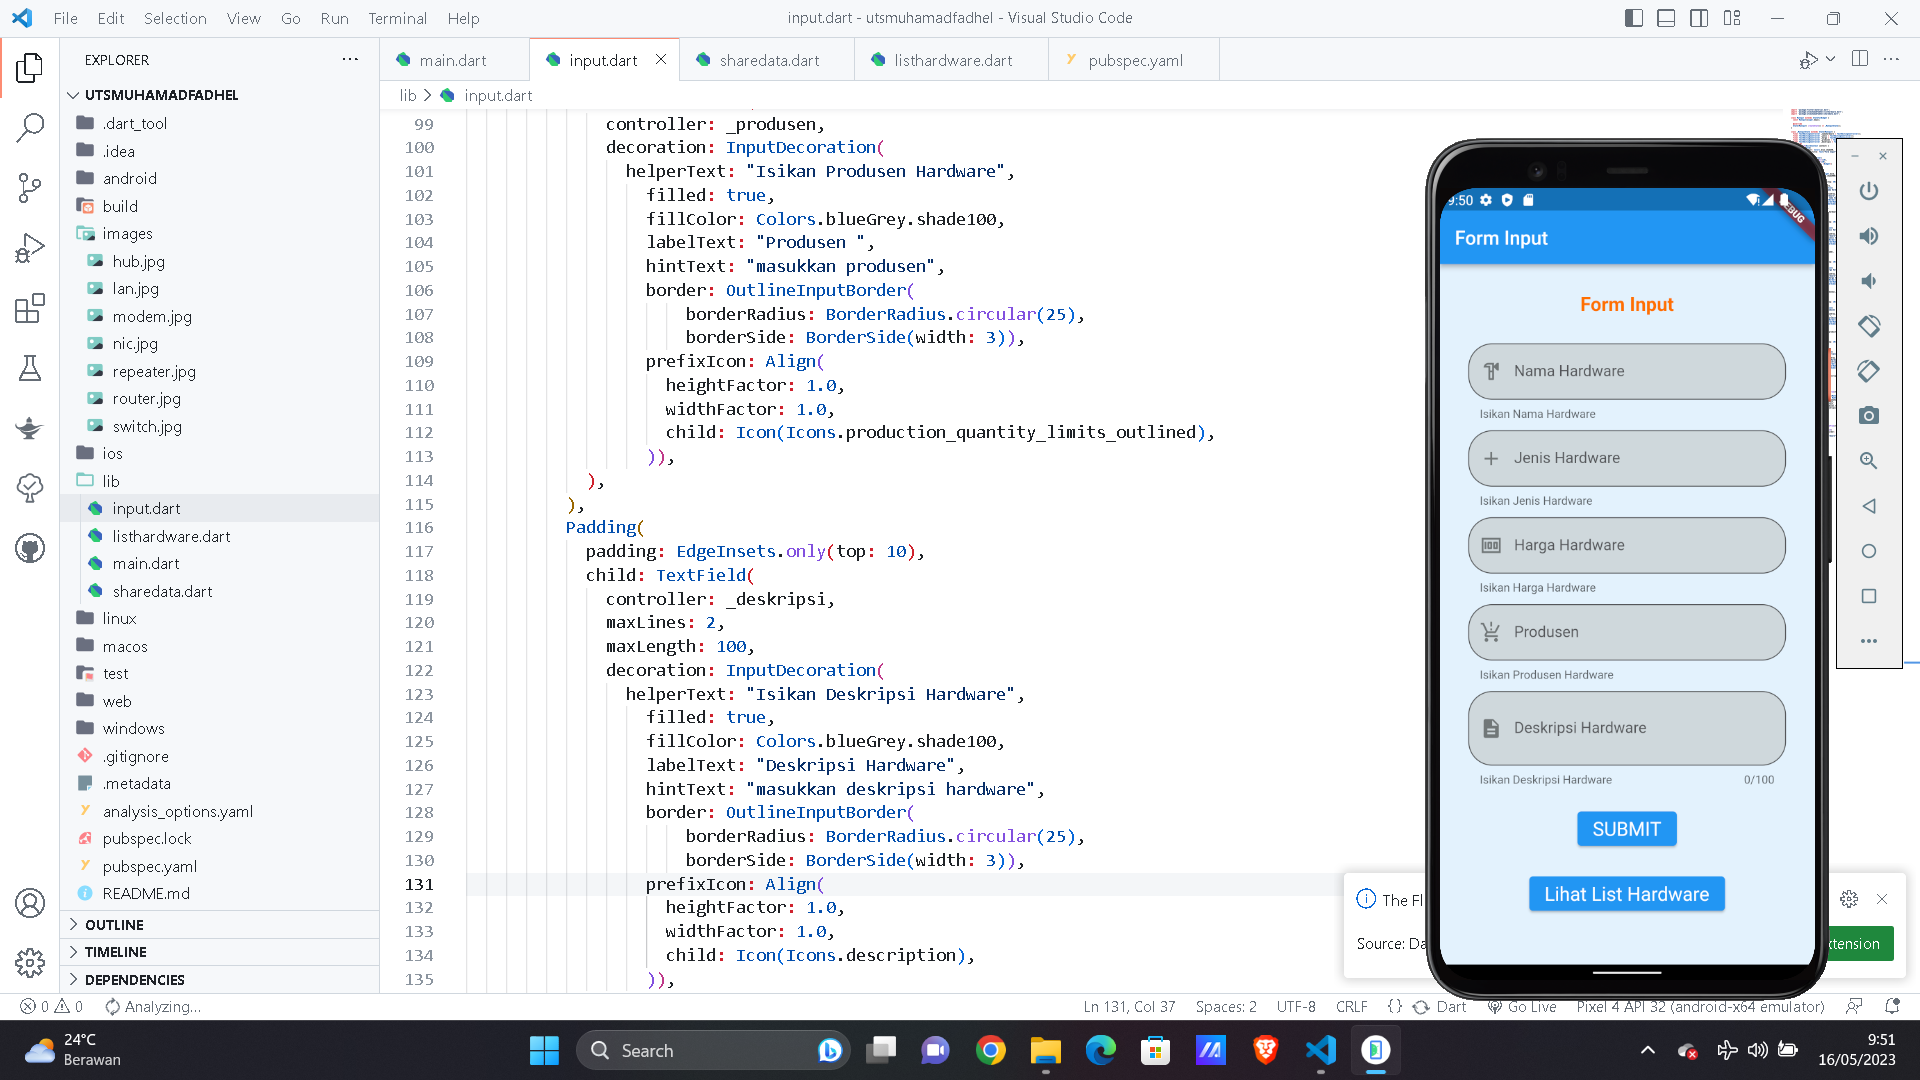 File Edit Selection View Go Run Terminal Help
input.dart - utsmuhamadfadhel - Visual Studio Code
EXPLORER
UTSMUHAMADFADHEL
.dart_tool
.idea
android
build
images
hub.jpg
lan.jpg
modem.jpg
nic.jpg
repeater.jpg
router.jpg
switch.jpg
ios
lib
input.dart
listhardware.dart
main.dart
sharedata.dart
linux
macos
test
web
windows
.gitignore
.metadata
analysis_options.yaml
pubspec.lock
pubspec.yaml
README.md
OUTLINE
TIMELINE
DEPENDENCIES
main.dart input.dart sharedata.dart listhardware.dart pubspec.yaml
lib > input.dart
99 controller: _produsen,
100 decoration: InputDecoration(
101 helperText: "Isikan Produsen Hardware",
102 filled: true,
103 fillColor: Colors.blueGrey.shade100,
104 labelText: "Produsen ",
105 hintText: "masukkan produsen",
106 border: OutlineInputBorder(
107 borderRadius: BorderRadius.circular(25),
108 borderSide: BorderSide(width: 3)),
109 prefixIcon: Align(
110 heightFactor: 1.0,
111 widthFactor: 1.0,
112 child: Icon(Icons.production_quantity_limits_outlined),
113 )),
114 ),
115 ),
116 Padding(
117 padding: EdgeInsets.only(top: 10),
118 child: TextField(
119 controller: _deskripsi,
120 maxLines: 2,
121 maxLength: 100,
122 decoration: InputDecoration(
123 helperText: "Isikan Deskripsi Hardware",
124 filled: true,
125 fillColor: Colors.blueGrey.shade100,
126 labelText: "Deskripsi Hardware",
127 hintText: "masukkan deskripsi hardware",
128 border: OutlineInputBorder(
129 borderRadius: BorderRadius.circular(25),
130 borderSide: BorderSide(width: 3)),
131 prefixIcon: Align(
132 heightFactor: 1.0,
133 widthFactor: 1.0,
134 child: Icon(Icons.description),
135 )),
9:50
Form Input
Form Input
Nama Hardware
Isikan Nama Hardware
Jenis Hardware
Isikan Jenis Hardware
Harga Hardware
Isikan Harga Hardware
Produsen
Isikan Produsen Hardware
Deskripsi Hardware
Isikan Deskripsi Hardware 0/100
SUBMIT
Lihat List Hardware
The Fl
Source: Da
xtension
0 0 Analyzing...
Ln 131, Col 37 Spaces: 2 UTF-8 CRLF {} Dart Go Live Pixel 4 API 32 (android-x64 emulator)
24°C
Berawan
Search
9:51
16/05/2023